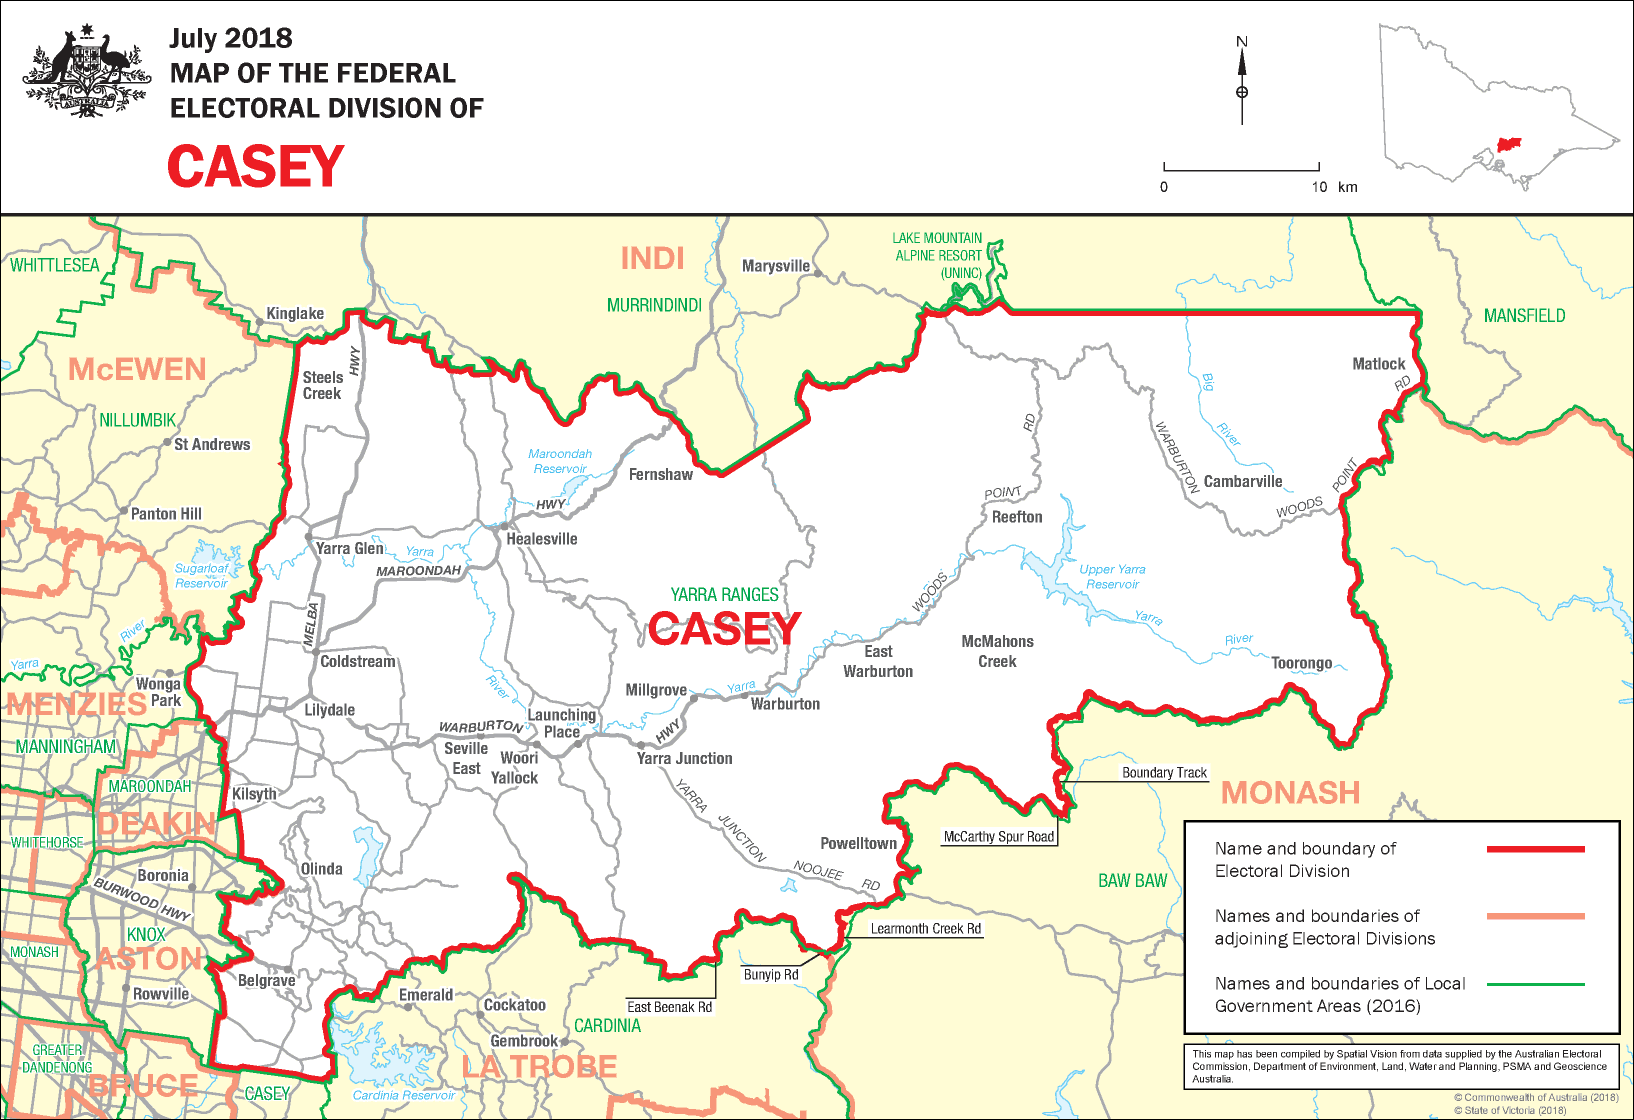 July 2018
MAP OF THE FEDERAL
ELECTORAL DIVISION OF
CASEY
AUSTRALIA
N
0 10 km
WHITTLESEA
INDI
LAKE MOUNTAIN
ALPINE RESORT
(UNINC)
Marysville
MURRINDINDI
MANSFIELD
Kinglake
McEWEN
HWY
Steels
Creek
Matlock
RD
Big
River
NILLUMBIK
St Andrews
RD
WARBURTON
Maroondah
Reservoir
Fernshaw
Cambarville
POINT
WOODS
HWY
POINT
Reefton
Panton Hill
Healesville
Yarra Glen
Yarra
MAROONDAH
Sugarloaf
Reservoir
Upper Yarra
Reservoir
YARRA RANGES
CASEY
WOODS
MELBA
River
Yarra
Yarra
River
McMahons
Creek
East
Warburton
Toorongo
Coldstream
Wonga
Park
MENZIES
River
Millgrove
Yarra
Warburton
Lilydale
Launching
Place
WARBURTON
HWY
MANNINGHAM
Seville
East
Woori
Yallock
Yarra Junction
Boundary Track
MAROONDAH
Kilsyth
MONASH
YARRA
JUNCTION
NOOJEE
RD
DEAKIN
WHITEHORSE
McCarthy Spur Road
Powelltown
Olinda
Boronia
BURWOOD HWY
BAW BAW
KNOX
Learmonth Creek Rd
MONASH
ASTON
Bunyip Rd
Belgrave
Rowville
Emerald
Cockatoo
East Beenak Rd
CARDINIA
Gembrook
GREATER
DANDENONG
LA TROBE
BRUCE
CASEY
Cardinia Reservoir
Name and boundary of
Electoral Division
Names and boundaries of
adjoining Electoral Divisions
Names and boundaries of Local
Government Areas (2016)
This map has been compiled by Spatial Vision from data supplied by the Australian Electoral
Commission, Department of Environment, Land, Water and Planning, PSMA and Geoscience
Australia.
© Commonwealth of Australia (2018)
© State of Victoria (2018)